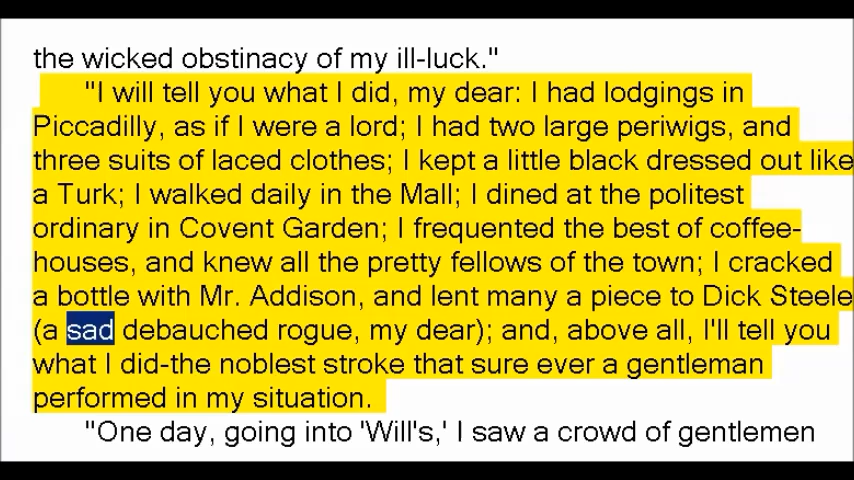 the wicked obstinacy of my ill-luck."
"I will tell you what I did, my dear: I had lodgings in
Piccadilly, as if I were a lord; I had two large periwigs, and
three suits of laced clothes; I kept a little black dressed out like
a Turk; I walked daily in the Mall; I dined at the politest
ordinary in Covent Garden; I frequented the best of coffee-
houses, and knew all the pretty fellows of the town; I cracked
a bottle with Mr. Addison, and lent many a piece to Dick Steele
(a sad debauched rogue, my dear); and, above all, I'll tell you
what I did-the noblest stroke that sure ever a gentleman
performed in my situation.
"One day, going into 'Will's,' I saw a crowd of gentlemen